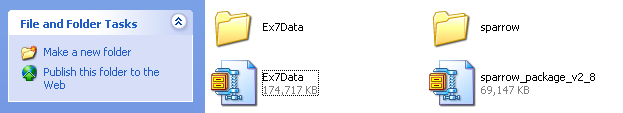 File and Folder Tasks
Make a new folder
Publish this folder to the
Web
Ex7Data
sparrow
Ex7Data
174,717 KB
sparrow_package_v2_8
69,147 KB